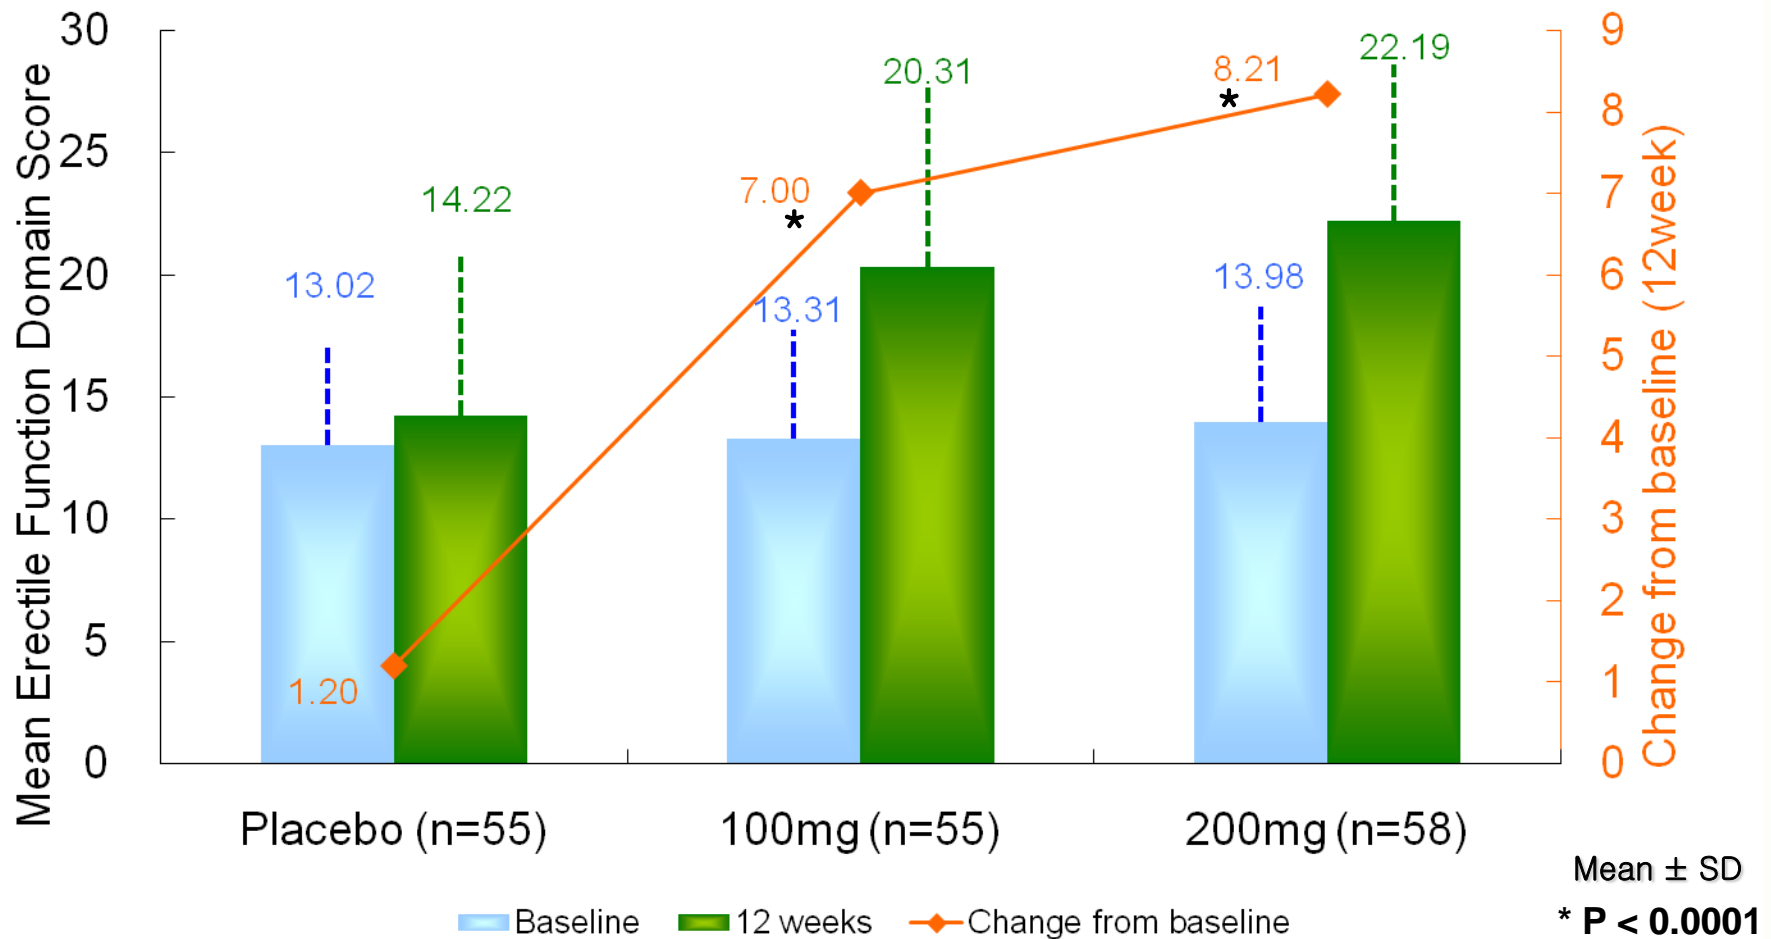 Mean Erectile Function Domain Score
30
25
20
15
10
5
0
13.02
14.22
1.20
7.00
*
13.31
20.31
8.21
*
13.98
22.19
9
8
7
6
5
4
3
2
1
0
Change from baseline (12week)
Placebo (n=55)
100mg (n=55)
200mg (n=58)
Baseline
12 weeks
Change from baseline
Mean ± SD
* P < 0.0001